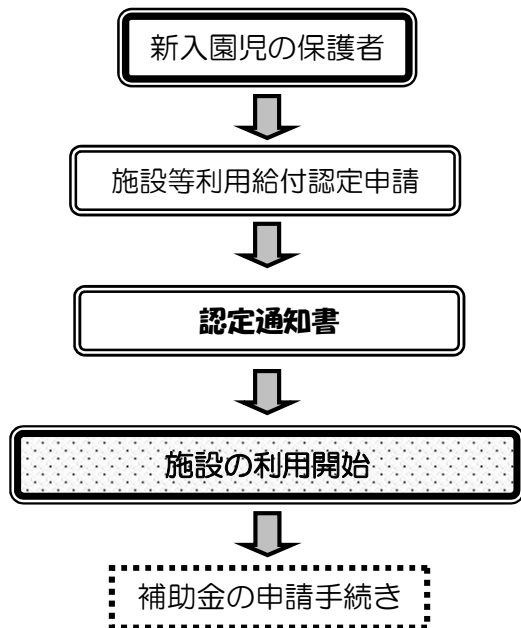 新入園児の保護者
施設等利用給付認定申請
認定通知書
施設の利用開始
補助金の申請手続き